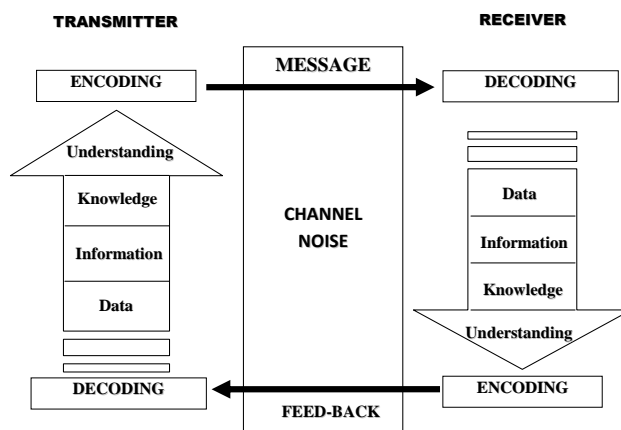 TRANSMITTER
RECEIVER
ENCODING
MESSAGE
DECODING
Understanding
Knowledge
Information
Data
CHANNEL
NOISE
Data
Information
Knowledge
Understanding
DECODING
FEED-BACK
ENCODING